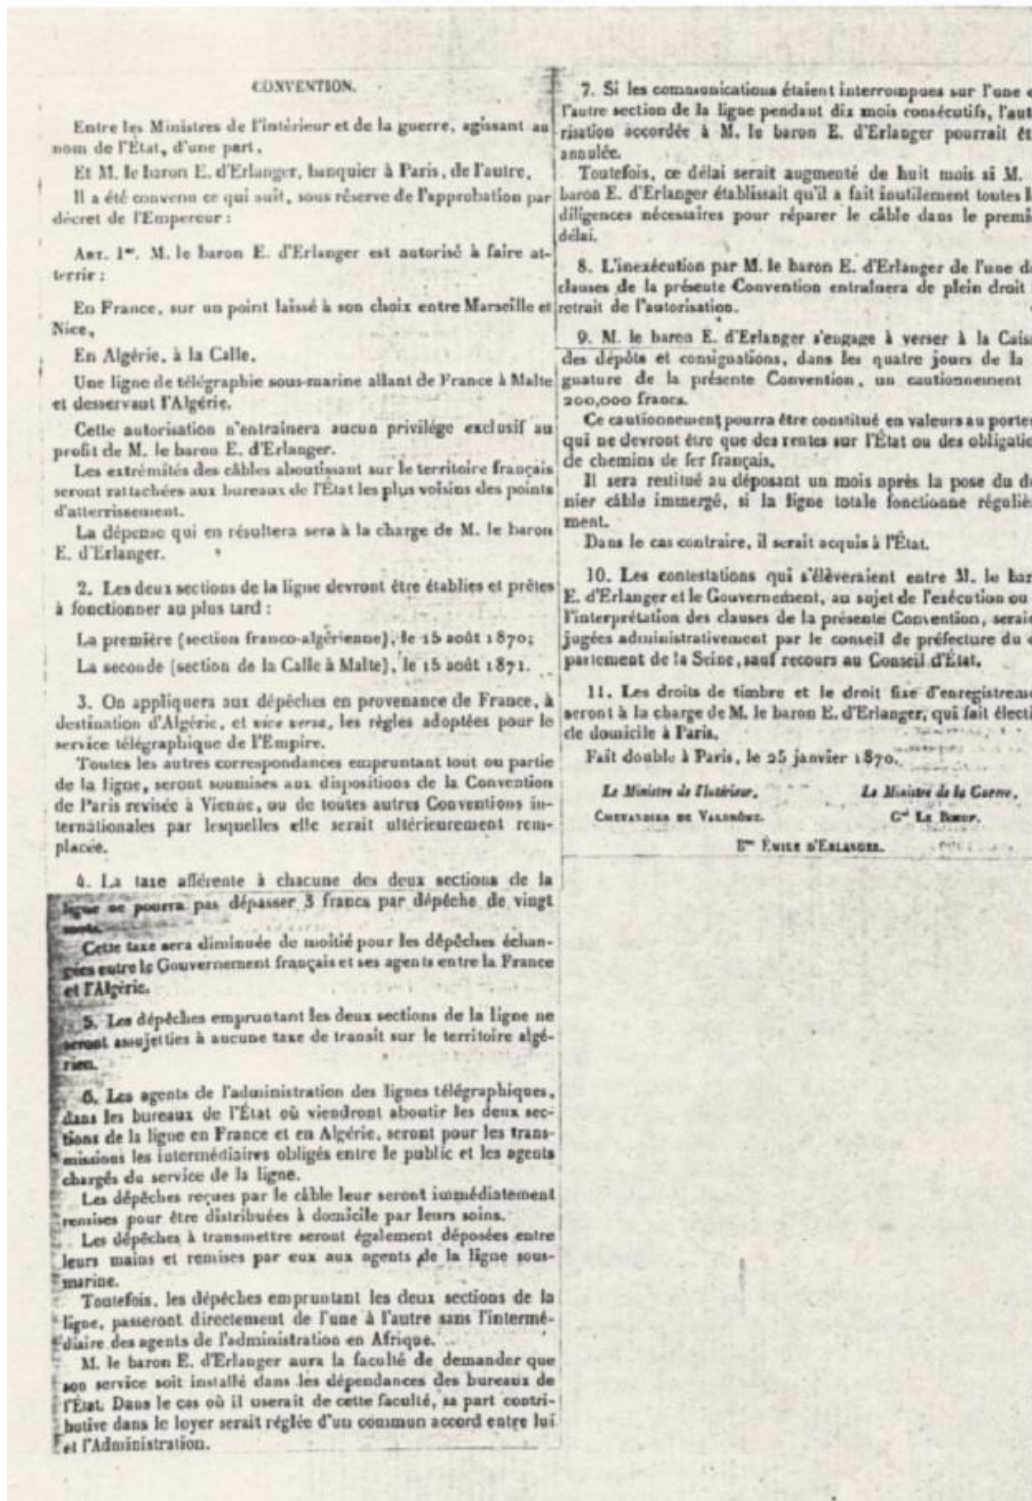 CONVENTION.
Entre les Ministres de l'intérieur et de la guerre, agissant au
nom de l'État, d'une part,
Et M. le baron E. d'Erlanger, banquier à Paris, de l'autre,
Il a été convenu ce qui suit, sous réserve de l'approbation par
décret de l'Empereur :
ART. 1er. M. le baron E. d'Erlanger est autorisé à faire at-
terrir :
En France, sur un point laissé à son choix entre Marseille et
Nice,
En Algérie, à la Calle,
Une ligne de télégraphie sous-marine allant de France à Malte
et desservant l'Algérie.
Cette autorisation n'entraînera aucun privilége exclusif au
profit de M. le baron E. d'Erlanger.
Les extrémités des câbles aboutissant sur le territoire français
seront rattachées aux bureaux de l'État les plus voisins des points
d'atterrissement.
La dépense qui en résultera sera à la charge de M. le baron
E. d'Erlanger.
2. Les deux sections de la ligne devront être établies et prêtes
à fonctionner au plus tard :
La première (section franco-algérienne), le 15 août 1870;
La seconde (section de la Calle à Malte), le 15 août 1871.
3. On appliquera aux dépêches en provenance de France, à
destination d'Algérie, et vice versa, les règles adoptées pour le
service télégraphique de l'Empire.
Toutes les autres correspondances empruntant tout ou partie
de la ligne, seront soumises aux dispositions de la Convention
de Paris revisée à Vienne, ou de toutes autres Conventions in-
ternationales par lesquelles elle serait ultérieurement rem-
placée.
4. La taxe afférente à chacune des deux sections de la
ligne ne pourra pas dépasser 3 francs par dépêche de vingt
mots.
Cette taxe sera diminuée de moitié pour les dépêches échan-
gées entre le Gouvernement français et ses agents entre la France
et l'Algérie.
5. Les dépêches empruntant les deux sections de la ligne ne
seront assujetties à aucune taxe de transit sur le territoire algé-
rien.
6. Les agents de l'administration des lignes télégraphiques,
dans les bureaux de l'État où viendront aboutir les deux sec-
tions de la ligne en France et en Algérie, seront pour les trans-
missions les intermédiaires obligés entre le public et les agents
chargés du service de la ligne.
Les dépêches reçues par le câble leur seront immédiatement
remises pour être distribuées à domicile par leurs soins.
Les dépêches à transmettre seront également déposées entre
leurs mains et remises par eux aux agents de la ligne sous-
marine.
Toutefois, les dépêches empruntant les deux sections de la
ligne, passeront directement de l'une à l'autre sans l'intermé-
diaire des agents de l'administration en Afrique.
M. le baron E. d'Erlanger aura la faculté de demander que
son service soit installé dans les dépendances des bureaux de
l'État. Dans le cas où il userait de cette faculté, sa part contri-
butive dans le loyer serait réglée d'un commun accord entre lui
et l'Administration.
7. Si les communications étaient interrompues sur l'une
l'autre section de la ligne pendant dix mois consécutifs, l'aut
risation accordée à M. le baron E. d'Erlanger pourrait êt
annulée.
Toutefois, ce délai serait augmenté de huit mois si M.
baron E. d'Erlanger établissait qu'il a fait inutilement toutes l
diligences nécessaires pour réparer le câble dans le premi
délai.
8. L'inexécution par M. le baron E. d'Erlanger de l'une d
clauses de la présente Convention entraînera de plein droit
retrait de l'autorisation.
9. M. le baron E. d'Erlanger s'engage à verser à la Cais
des dépôts et consignations, dans les quatre jours de la
gnature de la présente Convention, un cautionnement
200,000 francs.
Ce cautionnement pourra être constitué en valeurs au porte
qui ne devront être que des rentes sur l'État ou des obligatio
de chemins de fer français.
Il sera restitué au déposant un mois après la pose du d
nier câble immergé, si la ligne totale fonctionne réguliè
ment.
Dans le cas contraire, il serait acquis à l'État.
10. Les contestations qui s'élèveraient entre M. le bar
E. d'Erlanger et le Gouvernement, au sujet de l'exécution ou
l'interprétation des clauses de la présente Convention, seraie
jugées administrativement par le conseil de préfecture du d
partement de la Seine, sauf recours au Conseil d'État.
11. Les droits de timbre et le droit fixe d'enregistreme
seront à la charge de M. le baron E. d'Erlanger, qui fait électi
de domicile à Paris.
Fait double à Paris, le 25 janvier 1870.
Le Ministre de l'Intérieur, Le Ministre de la Guerre,
CHEVANDIER DE VALDRÔME. Gal LE BŒUF.
Bon ÉMILE D'ERLANGER.